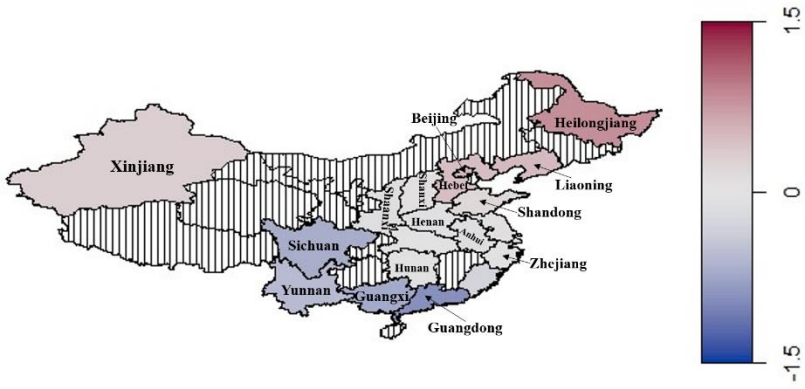 1.5
Beijing
Heilongjiang
Xinjiang
Liaoning
Hebei
Shanxi
Shaanxi
0
Shandong
Henan
Anhui
Sichuan
Zhejiang
Hunan
Yunnan
Guangxi
Guangdong
-1.5